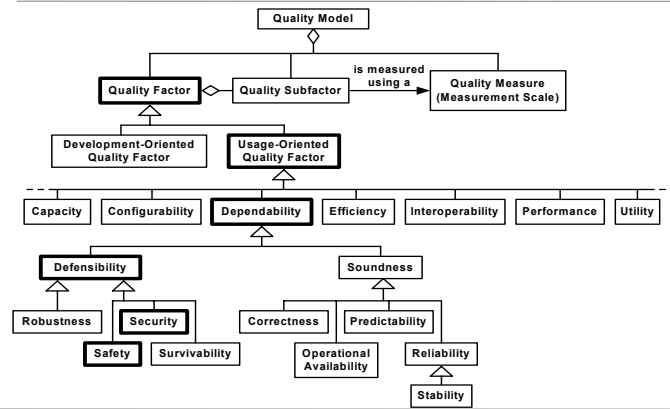 Quality Model
is measured
using a
Quality Factor
Quality Subfactor
Quality Measure
(Measurement Scale)
Development-Oriented
Quality Factor
Usage-Oriented
Quality Factor
Capacity
Configurability
Dependability
Efficiency
Interoperability
Performance
Utility
Defensibility
Soundness
Robustness
Security
Correctness
Predictability
Safety
Survivability
Operational
Availability
Reliability
Stability